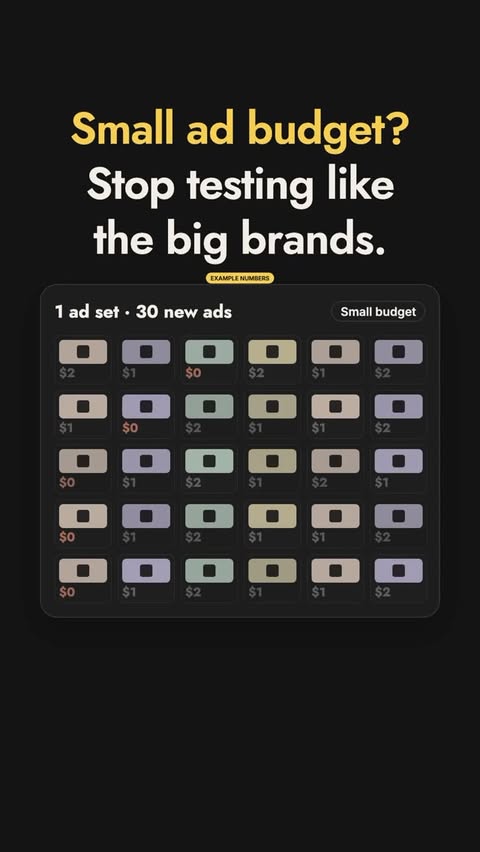 Small ad budget?
Stop testing like
the big brands.
EXAMPLE NUMBERS
1 ad set · 30 new ads
Small budget
$2 $1 $0 $2 $1 $2
$1 $0 $2 $1 $1 $2
$0 $1 $2 $1 $2 $1
$0 $1 $2 $1 $1 $2
$0 $1 $2 $1 $1 $2